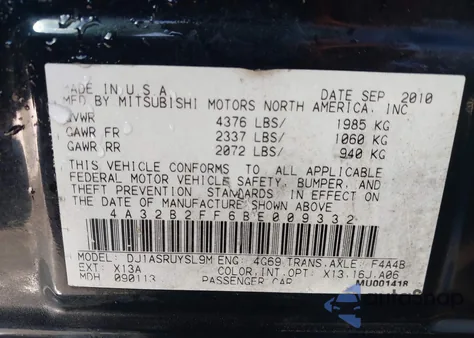 MADE IN U.S.A. DATE SEP. 2010
MFD BY MITSUBISHI MOTORS NORTH AMERICA, INC
GVWR 4376 LBS/ 1985 KG
GAWR FR 2337 LBS/ 1060 KG
GAWR RR 2072 LBS/ 940 KG
THIS VEHICLE CONFORMS TO ALL APPLICABLE
FEDERAL MOTOR VEHICLE SAFETY, BUMPER, AND
THEFT PREVENTION STANDARDS IN EFFECT ON
THE DATE OF MANUFACTURE SHOWN ABOVE.
4A32B2FF6BE009332
MODEL: DJ1ASRUYSL9M ENG: 4G69 TRANS.AXLE: F4A4B
EXT: X13A COLOR,INT.OPT: X13.16J.A06
MDH: 090113 PASSENGER CAR MU001418
AutoShop